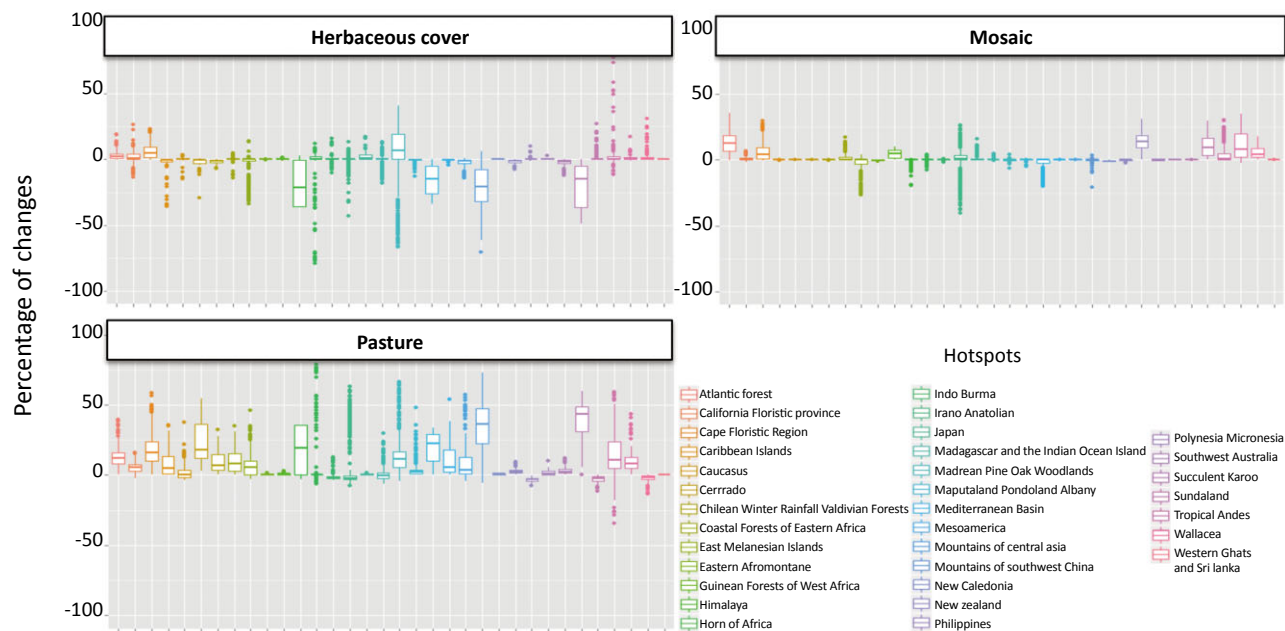 Percentage of changes
Herbaceous cover
100
50
0
-50
-100
Mosaic
100
50
0
-50
-100
Pasture
100
50
0
-50
-100
Hotspots
Atlantic forest
California Floristic province
Cape Floristic Region
Caribbean Islands
Caucasus
Cerrrado
Chilean Winter Rainfall Valdivian Forests
Coastal Forests of Eastern Africa
East Melanesian Islands
Eastern Afromontane
Guinean Forests of West Africa
Himalaya
Horn of Africa
Indo Burma
Irano Anatolian
Japan
Madagascar and the Indian Ocean Island
Madrean Pine Oak Woodlands
Maputaland Pondoland Albany
Mediterranean Basin
Mesoamerica
Mountains of central asia
Mountains of southwest China
New Caledonia
New zealand
Philippines
Polynesia Micronesia
Southwest Australia
Succulent Karoo
Sundaland
Tropical Andes
Wallacea
Western Ghats
and Sri lanka